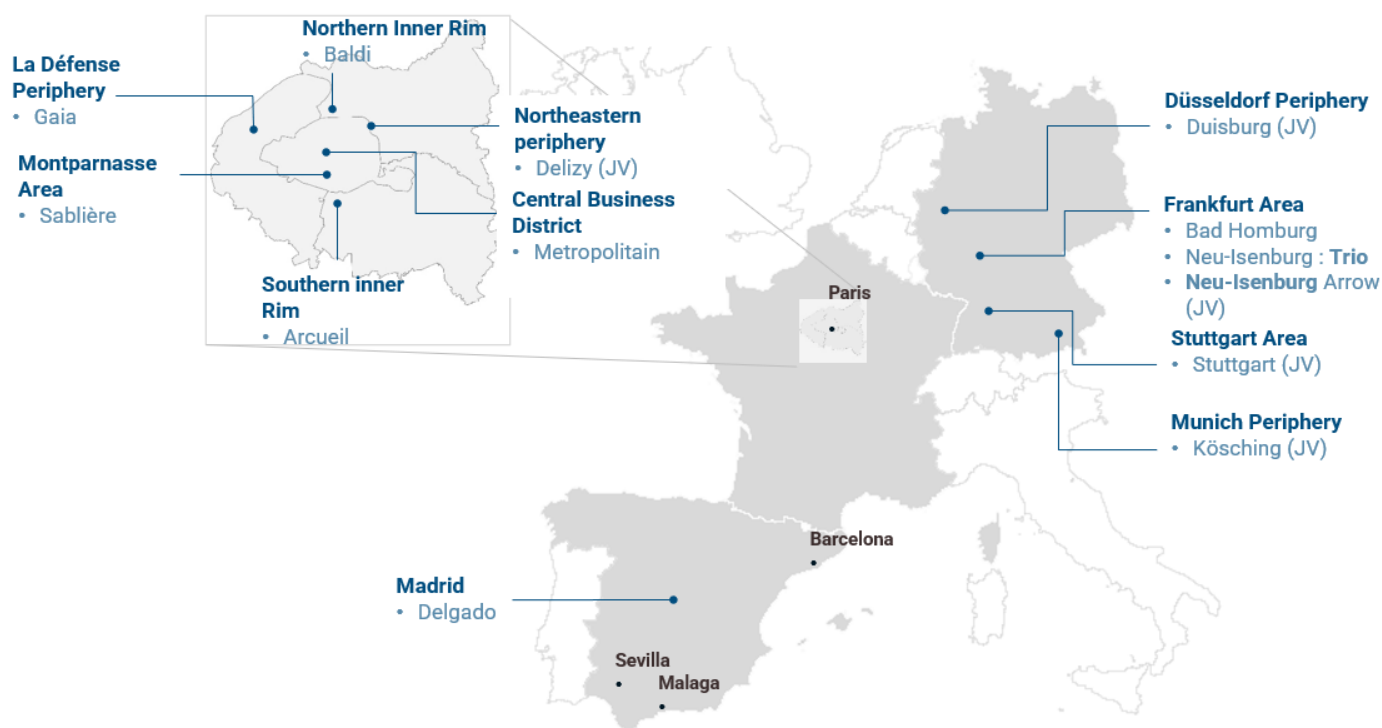 Northern Inner Rim
• Baldi
La Défense
Periphery
• Gaia
Montparnasse
Area
• Sablière
Northeastern
periphery
• Delizy (JV)
Central Business
District
• Metropolitain
Southern inner
Rim
• Arcueil
Paris
Düsseldorf Periphery
• Duisburg (JV)
Frankfurt Area
• Bad Homburg
• Neu-Isenburg : Trio
• Neu-Isenburg Arrow
(JV)
Stuttgart Area
• Stuttgart (JV)
Munich Periphery
• Kösching (JV)
Barcelona
Madrid
• Delgado
Sevilla
Malaga